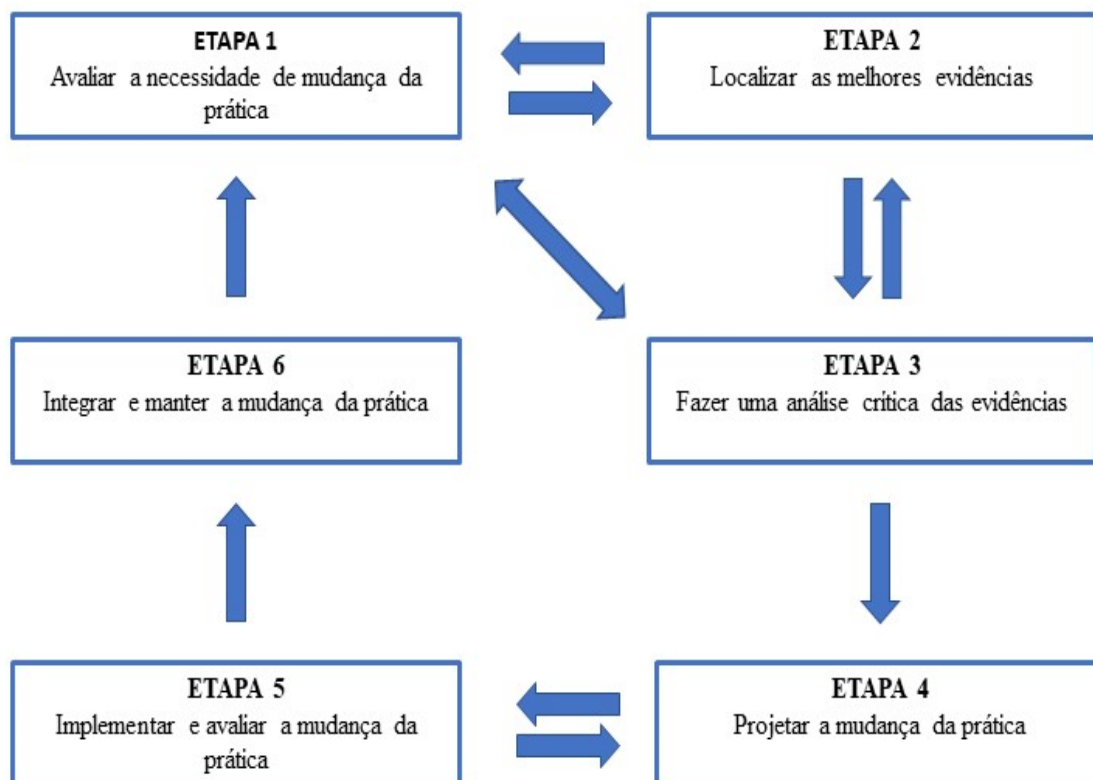 ETAPA 1
Avaliar a necessidade de mudança da
prática
ETAPA 2
Localizar as melhores evidências
ETAPA 6
Integrar e manter a mudança da prática
ETAPA 3
Fazer uma análise crítica das evidências
ETAPA 5
Implementar e avaliar a mudança da
prática
ETAPA 4
Projetar a mudança da prática